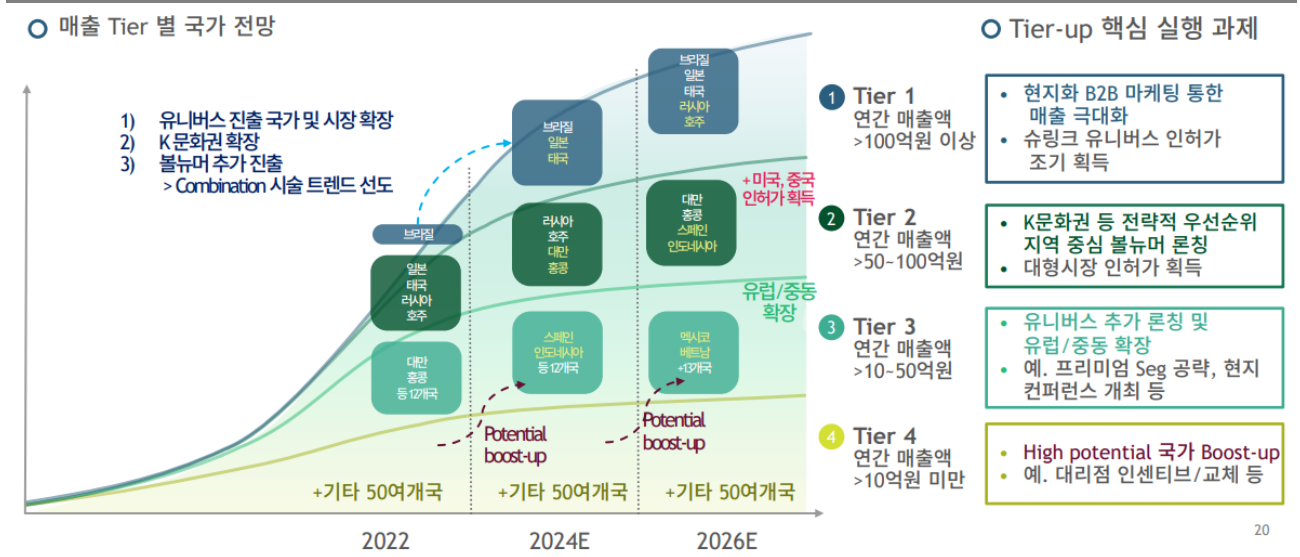 매출 Tier 별 국가 전망
1) 유니버스 진출 국가 및 시장 확장
2) K 문화권 확장
3) 볼뉴머 추가 진출
> Combination 시술 트렌드 선도
브라질
일본
태국
러시아
호주
대만
홍콩
등 12개국
브라질
일본
태국
러시아
호주
대만
홍콩
스페인
인도네시아
등 12개국
브라질
일본
태국
러시아
호주
대만
홍콩
스페인
인도네시아
멕시코
베트남
+13개국
+ 미국, 중국
인허가 획득
유럽/중동
확장
Potential
boost-up
Potential
boost-up
+기타 50여개국
+기타 50여개국
+기타 50여개국
2022
2024E
2026E
1 Tier 1
연간 매출액
>100억원 이상
2 Tier 2
연간 매출액
>50~100억원
3 Tier 3
연간 매출액
>10~50억원
4 Tier 4
연간 매출액
>10억원 미만
Tier-up 핵심 실행 과제
• 현지화 B2B 마케팅 통한
매출 극대화
• 슈링크 유니버스 인허가
조기 획득
• K문화권 등 전략적 우선순위
지역 중심 볼뉴머 론칭
• 대형시장 인허가 획득
• 유니버스 추가 론칭 및
유럽/중동 확장
• 예. 프리미엄 Seg 공략, 현지
컨퍼런스 개최 등
• High potential 국가 Boost-up
• 예. 대리점 인센티브/교체 등
20